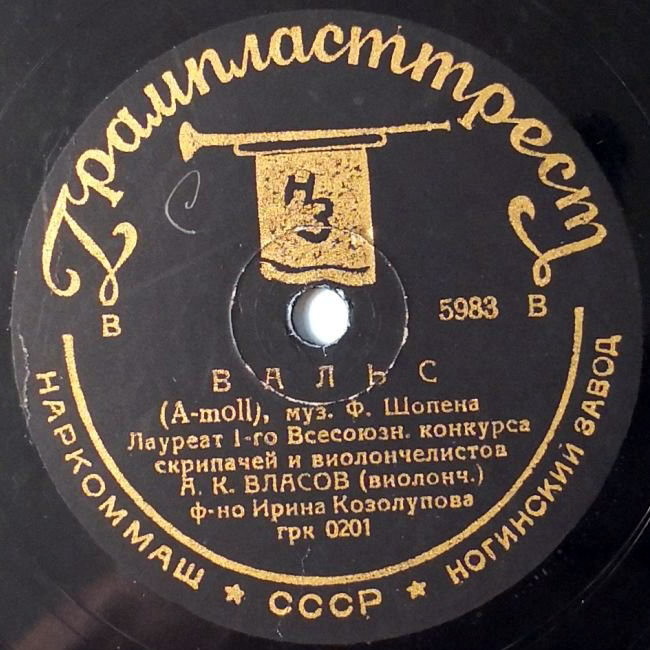 Грампласттрест
НЗ
В 5983 В
ВАЛЬС
(A-moll), муз. Ф. Шопена
Лауреат 1-го Всесоюзн. конкурса
скрипачей и виолончелистов
А. К. ВЛАСОВ (виолонч.)
ф-но Ирина Козолупова
грк 0201
НАРКОММАШ ★ СССР ★ НОГИНСКИЙ ЗАВОД